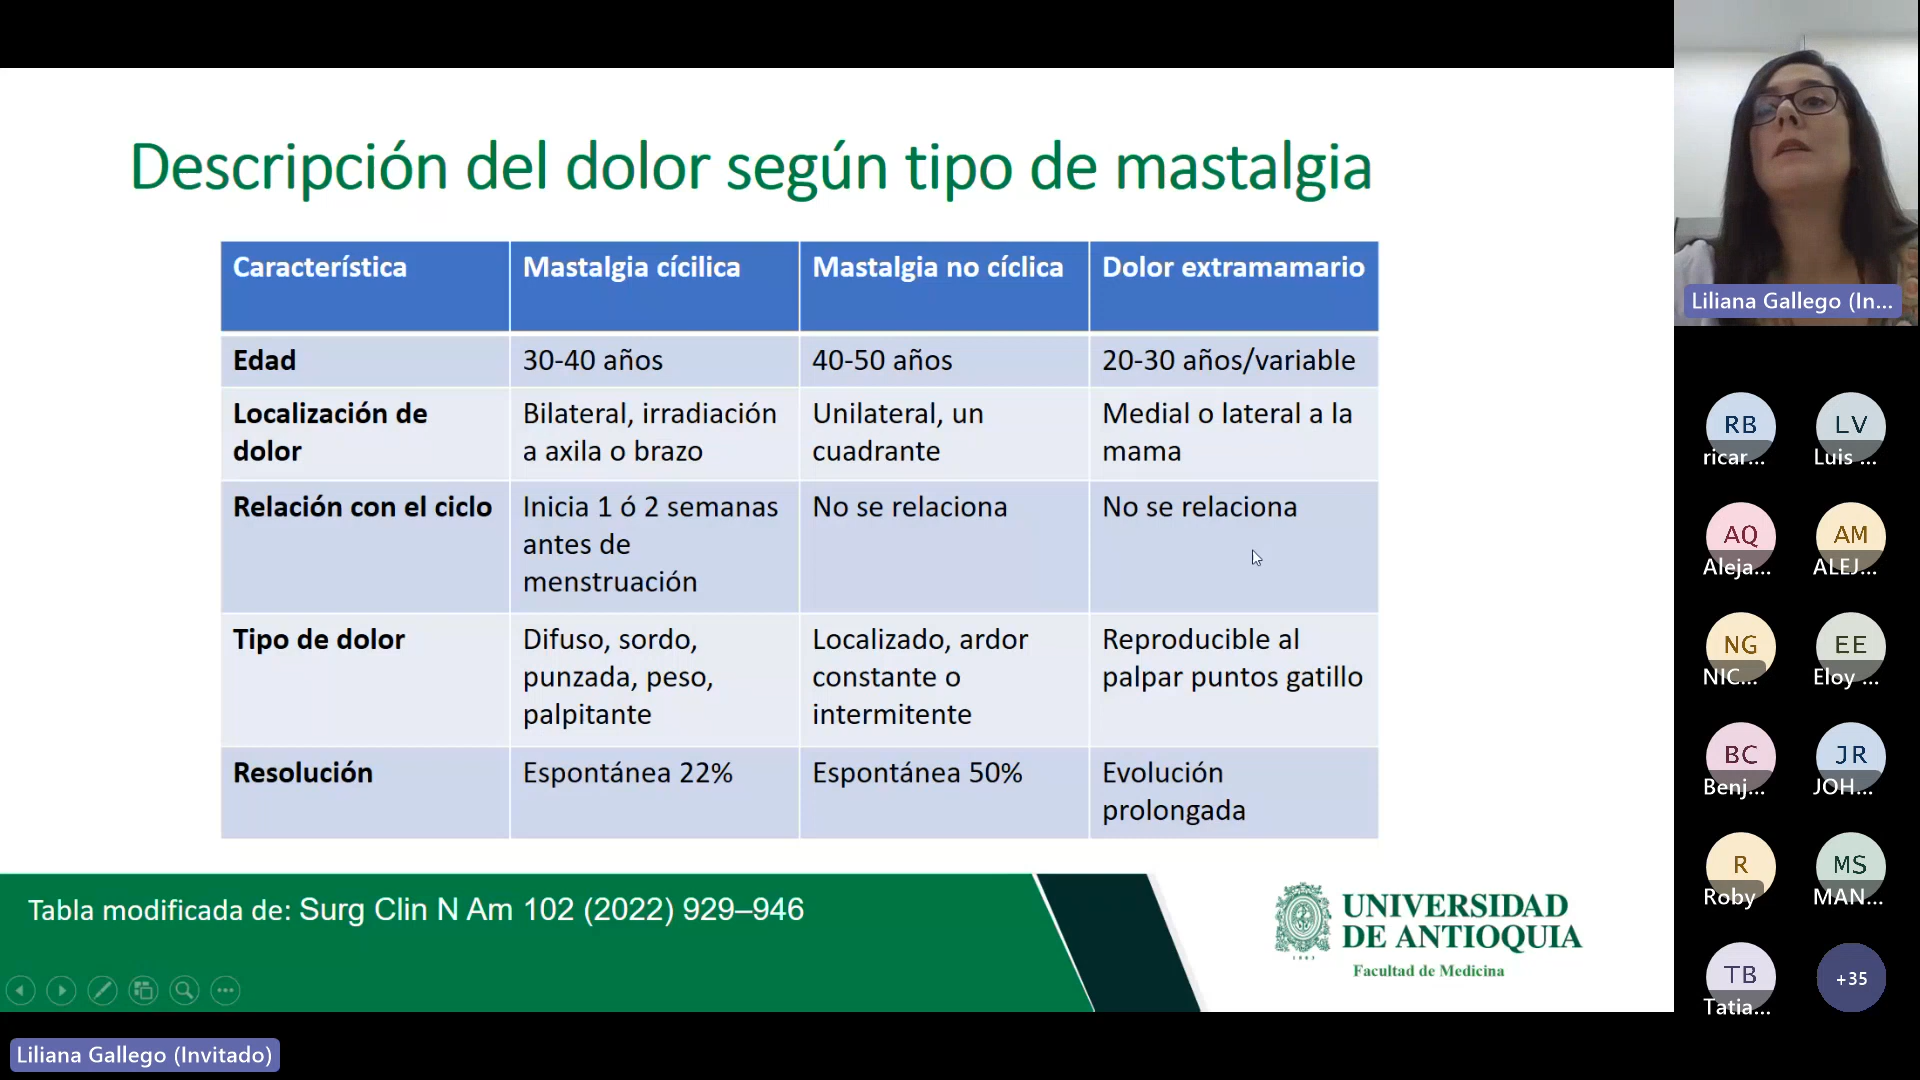 Descripción del dolor según tipo de mastalgia
Característica
Mastalgia cícilica
Mastalgia no cíclica
Dolor extramamario
Edad
30-40 años
40-50 años
20-30 años/variable
Localización de
dolor
Bilateral, irradiación
a axila o brazo
Unilateral, un
cuadrante
Medial o lateral a la
mama
Relación con el ciclo
Inicia 1 ó 2 semanas
antes de
menstruación
No se relaciona
No se relaciona
Tipo de dolor
Difuso, sordo,
punzada, peso,
palpitante
Localizado, ardor
constante o
intermitente
Reproducible al
palpar puntos gatillo
Resolución
Espontánea 22%
Espontánea 50%
Evolución
prolongada
Tabla modificada de: Surg Clin N Am 102 (2022) 929–946
UNIVERSIDAD
DE ANTIOQUIA
1803
Facultad de Medicina
Liliana Gallego (Invitado)
Liliana Gallego (In...
RB
ricar...
LV
Luis ...
AQ
Aleja...
AM
ALEJ...
NG
NIC...
EE
Eloy ...
BC
Benj...
JR
JOH...
R
Roby
MS
MAN...
TB
Tatia...
+35